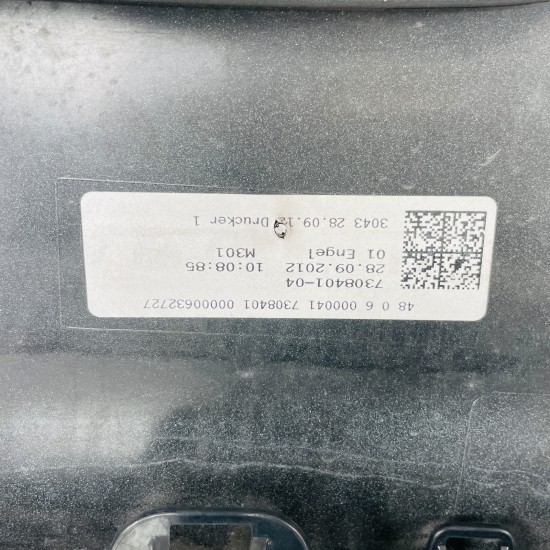 48 0 6 000041 7308401 00000632727
7308401-04
28.09.2012 10:08:85
01 Engel M301
3043 28.09.12 Drucker 1